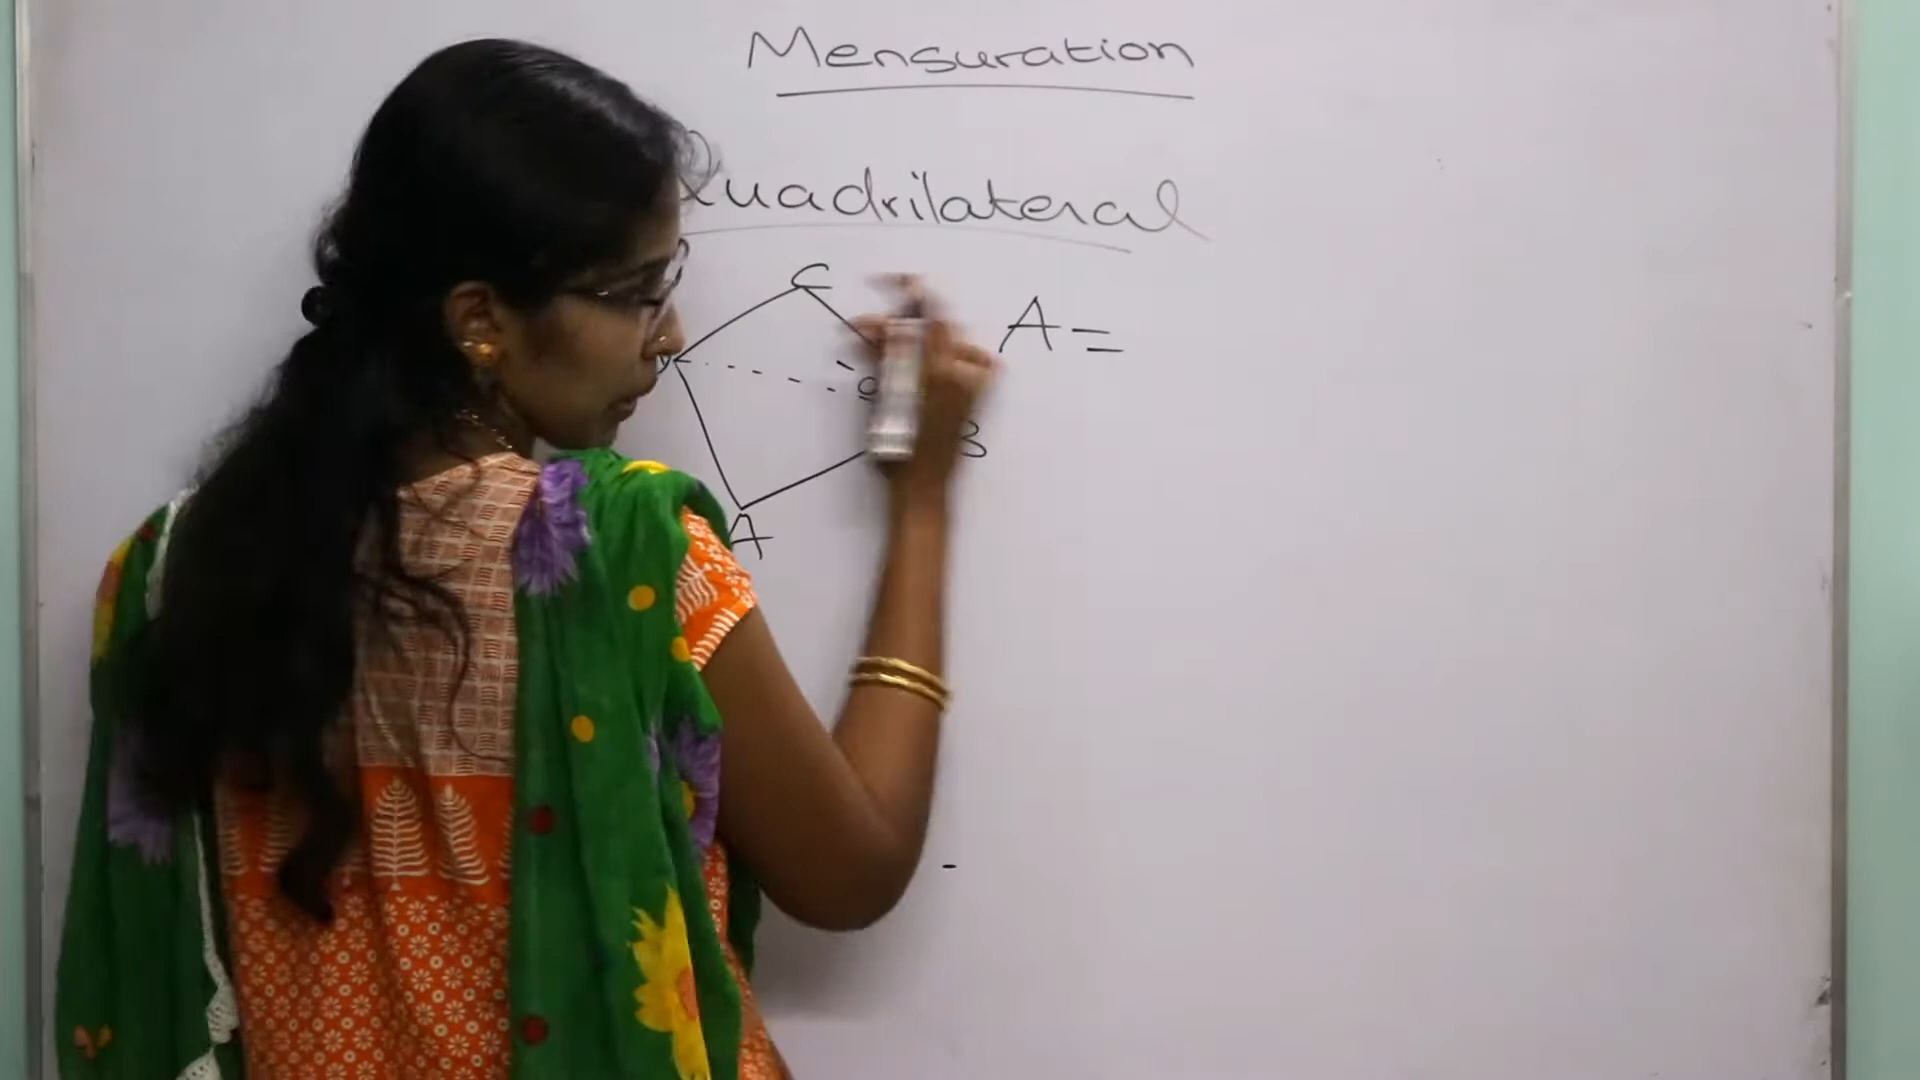 Mensuration
Quadrilateral
C
A =
B
A